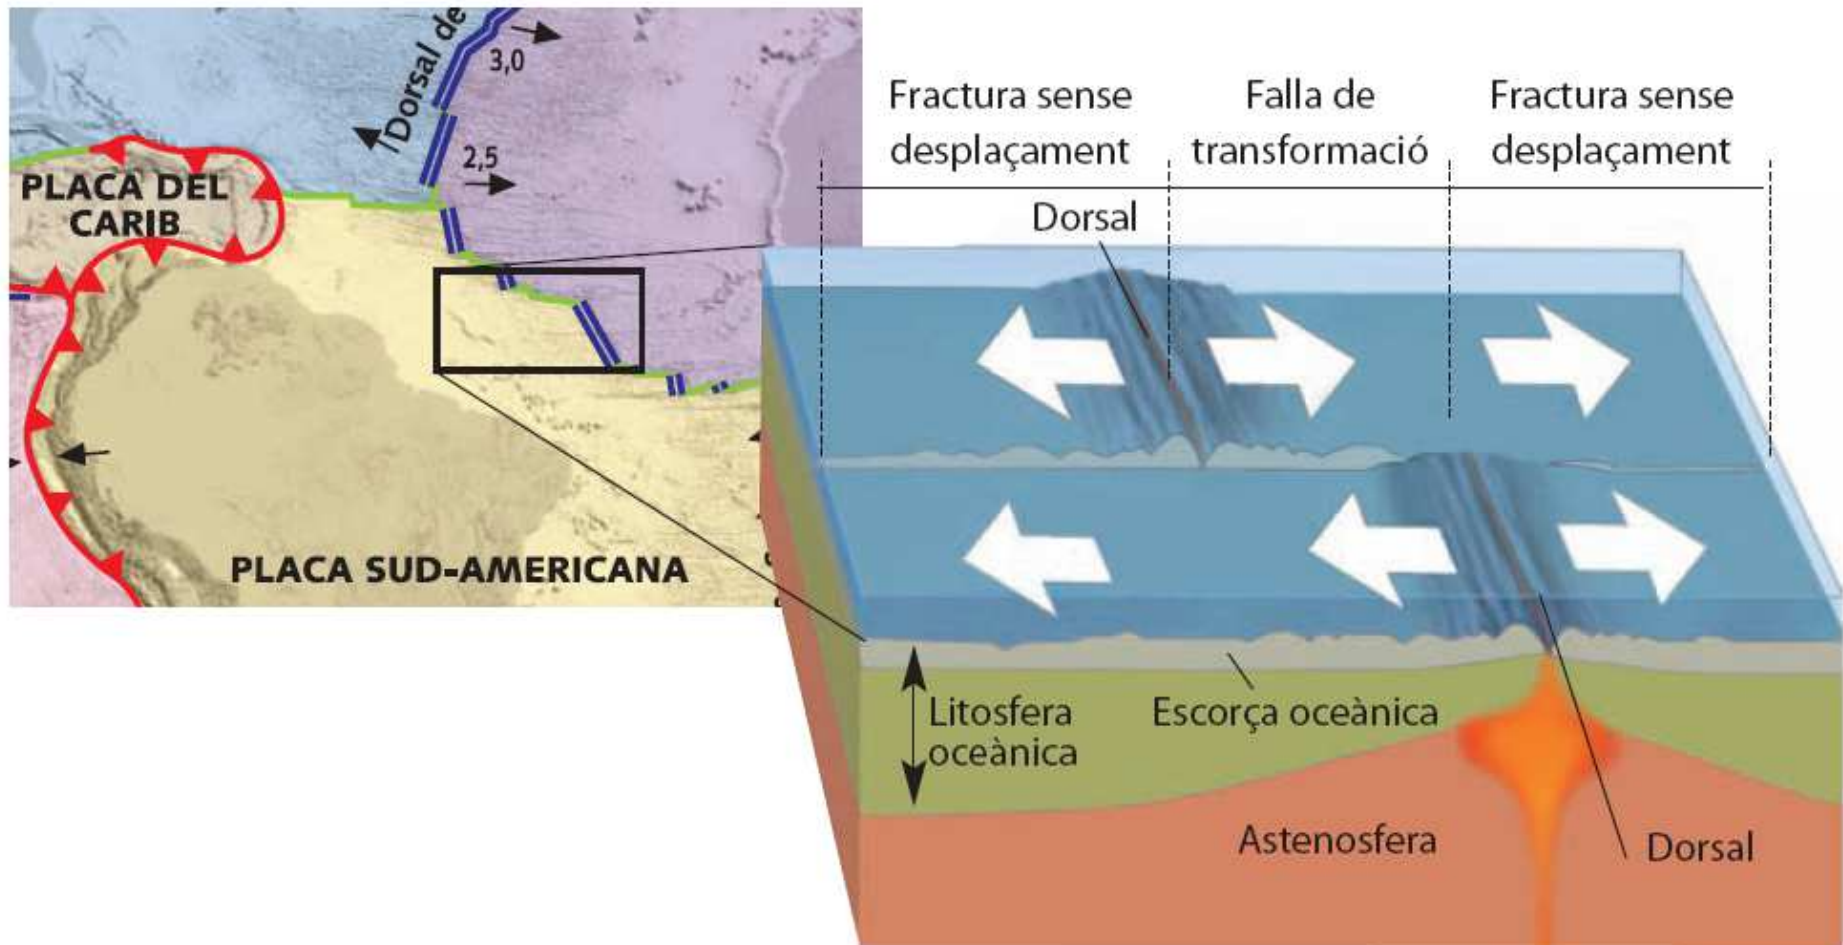 Dorsal de
3,0
2,5
PLACA DEL
CARIB
PLACA SUD-AMERICANA
Fractura sense
desplaçament
Falla de
transformació
Fractura sense
desplaçament
Dorsal
Litosfera
oceànica
Escorça oceànica
Astenosfera
Dorsal